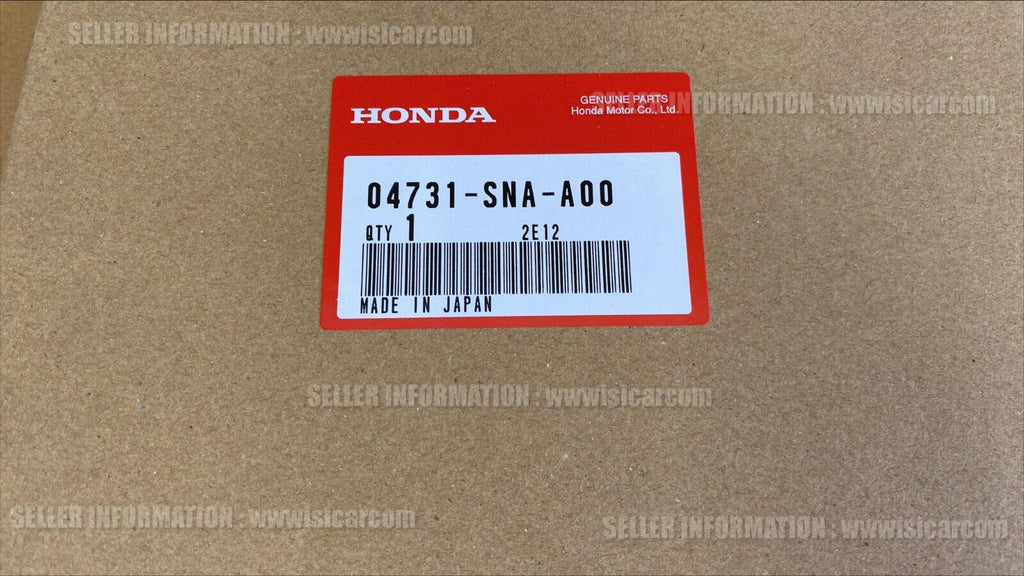 SELLER INFORMATION : wwwisicarcom
HONDA
GENUINE PARTS
Honda Motor Co., Ltd.
SELLER INFORMATION : wwwisicarcom
04731-SNA-A00
QTY 1 2E12
MADE IN JAPAN
SELLER INFORMATION : wwwisicarcom
SELLER INFORMATION : wwwisicarcom
SELLER INFORMATION : wwwisicarcom